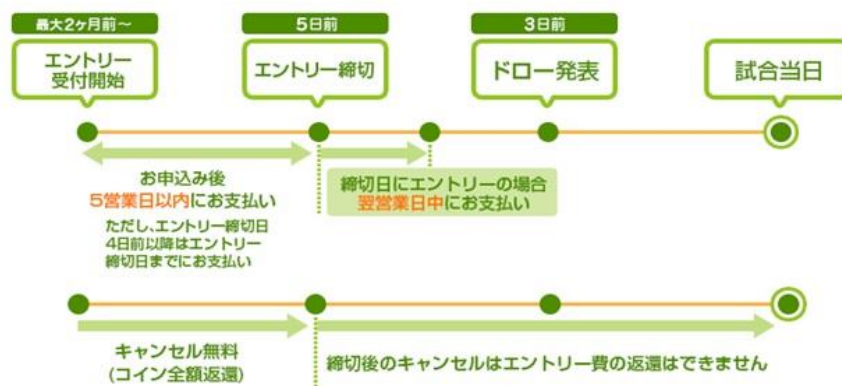 最大2ヶ月前～
エントリー
受付開始
5日前
エントリー締切
3日前
ドロー発表
試合当日
お申込み後
5営業日以内にお支払い
ただし、エントリー締切日
4日前以降はエントリー
締切日までにお支払い
締切日にエントリーの場合
翌営業日中にお支払い
キャンセル無料
(コイン全額返還)
締切後のキャンセルはエントリー費の返還はできません